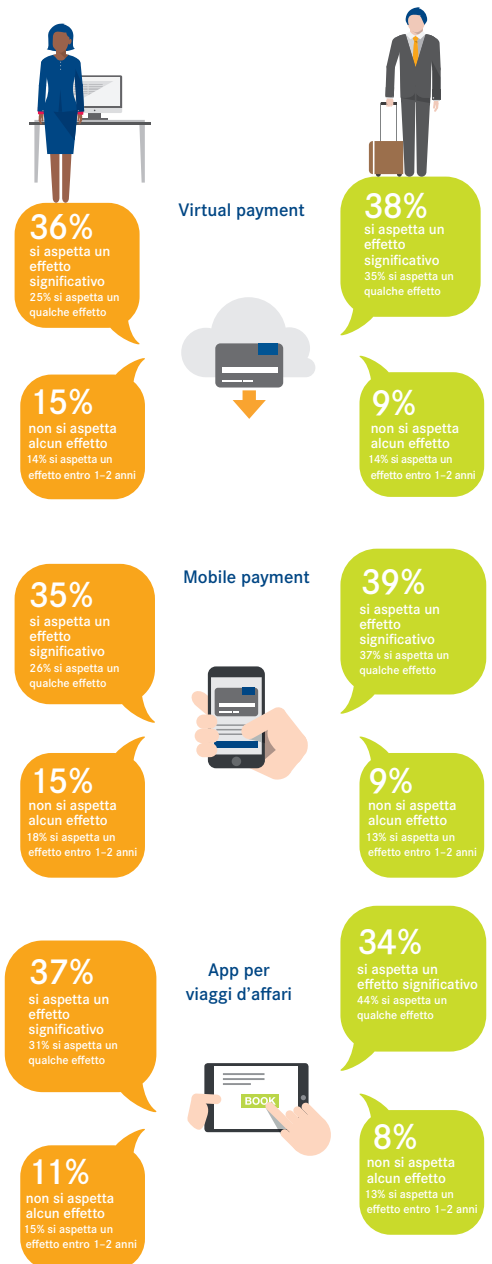 Virtual payment
36%
si aspetta un
effetto
significativo
25% si aspetta un
qualche effetto
38%
si aspetta un
effetto
significativo
35% si aspetta un
qualche effetto
15%
non si aspetta
alcun effetto
14% si aspetta un
effetto entro 1–2 anni
9%
non si aspetta
alcun effetto
14% si aspetta un
effetto entro 1–2 anni
Mobile payment
35%
si aspetta un
effetto
significativo
26% si aspetta un
qualche effetto
39%
si aspetta un
effetto
significativo
37% si aspetta un
qualche effetto
15%
non si aspetta
alcun effetto
18% si aspetta un
effetto entro 1–2 anni
9%
non si aspetta
alcun effetto
13% si aspetta un
effetto entro 1–2 anni
App per
viaggi d’affari
37%
si aspetta un
effetto
significativo
31% si aspetta un
qualche effetto
34%
si aspetta un
effetto significativo
44% si aspetta un
qualche effetto
BOOK
11%
non si aspetta
alcun effetto
15% si aspetta un
effetto entro 1–2 anni
8%
non si aspetta
alcun effetto
13% si aspetta un
effetto entro 1–2 anni